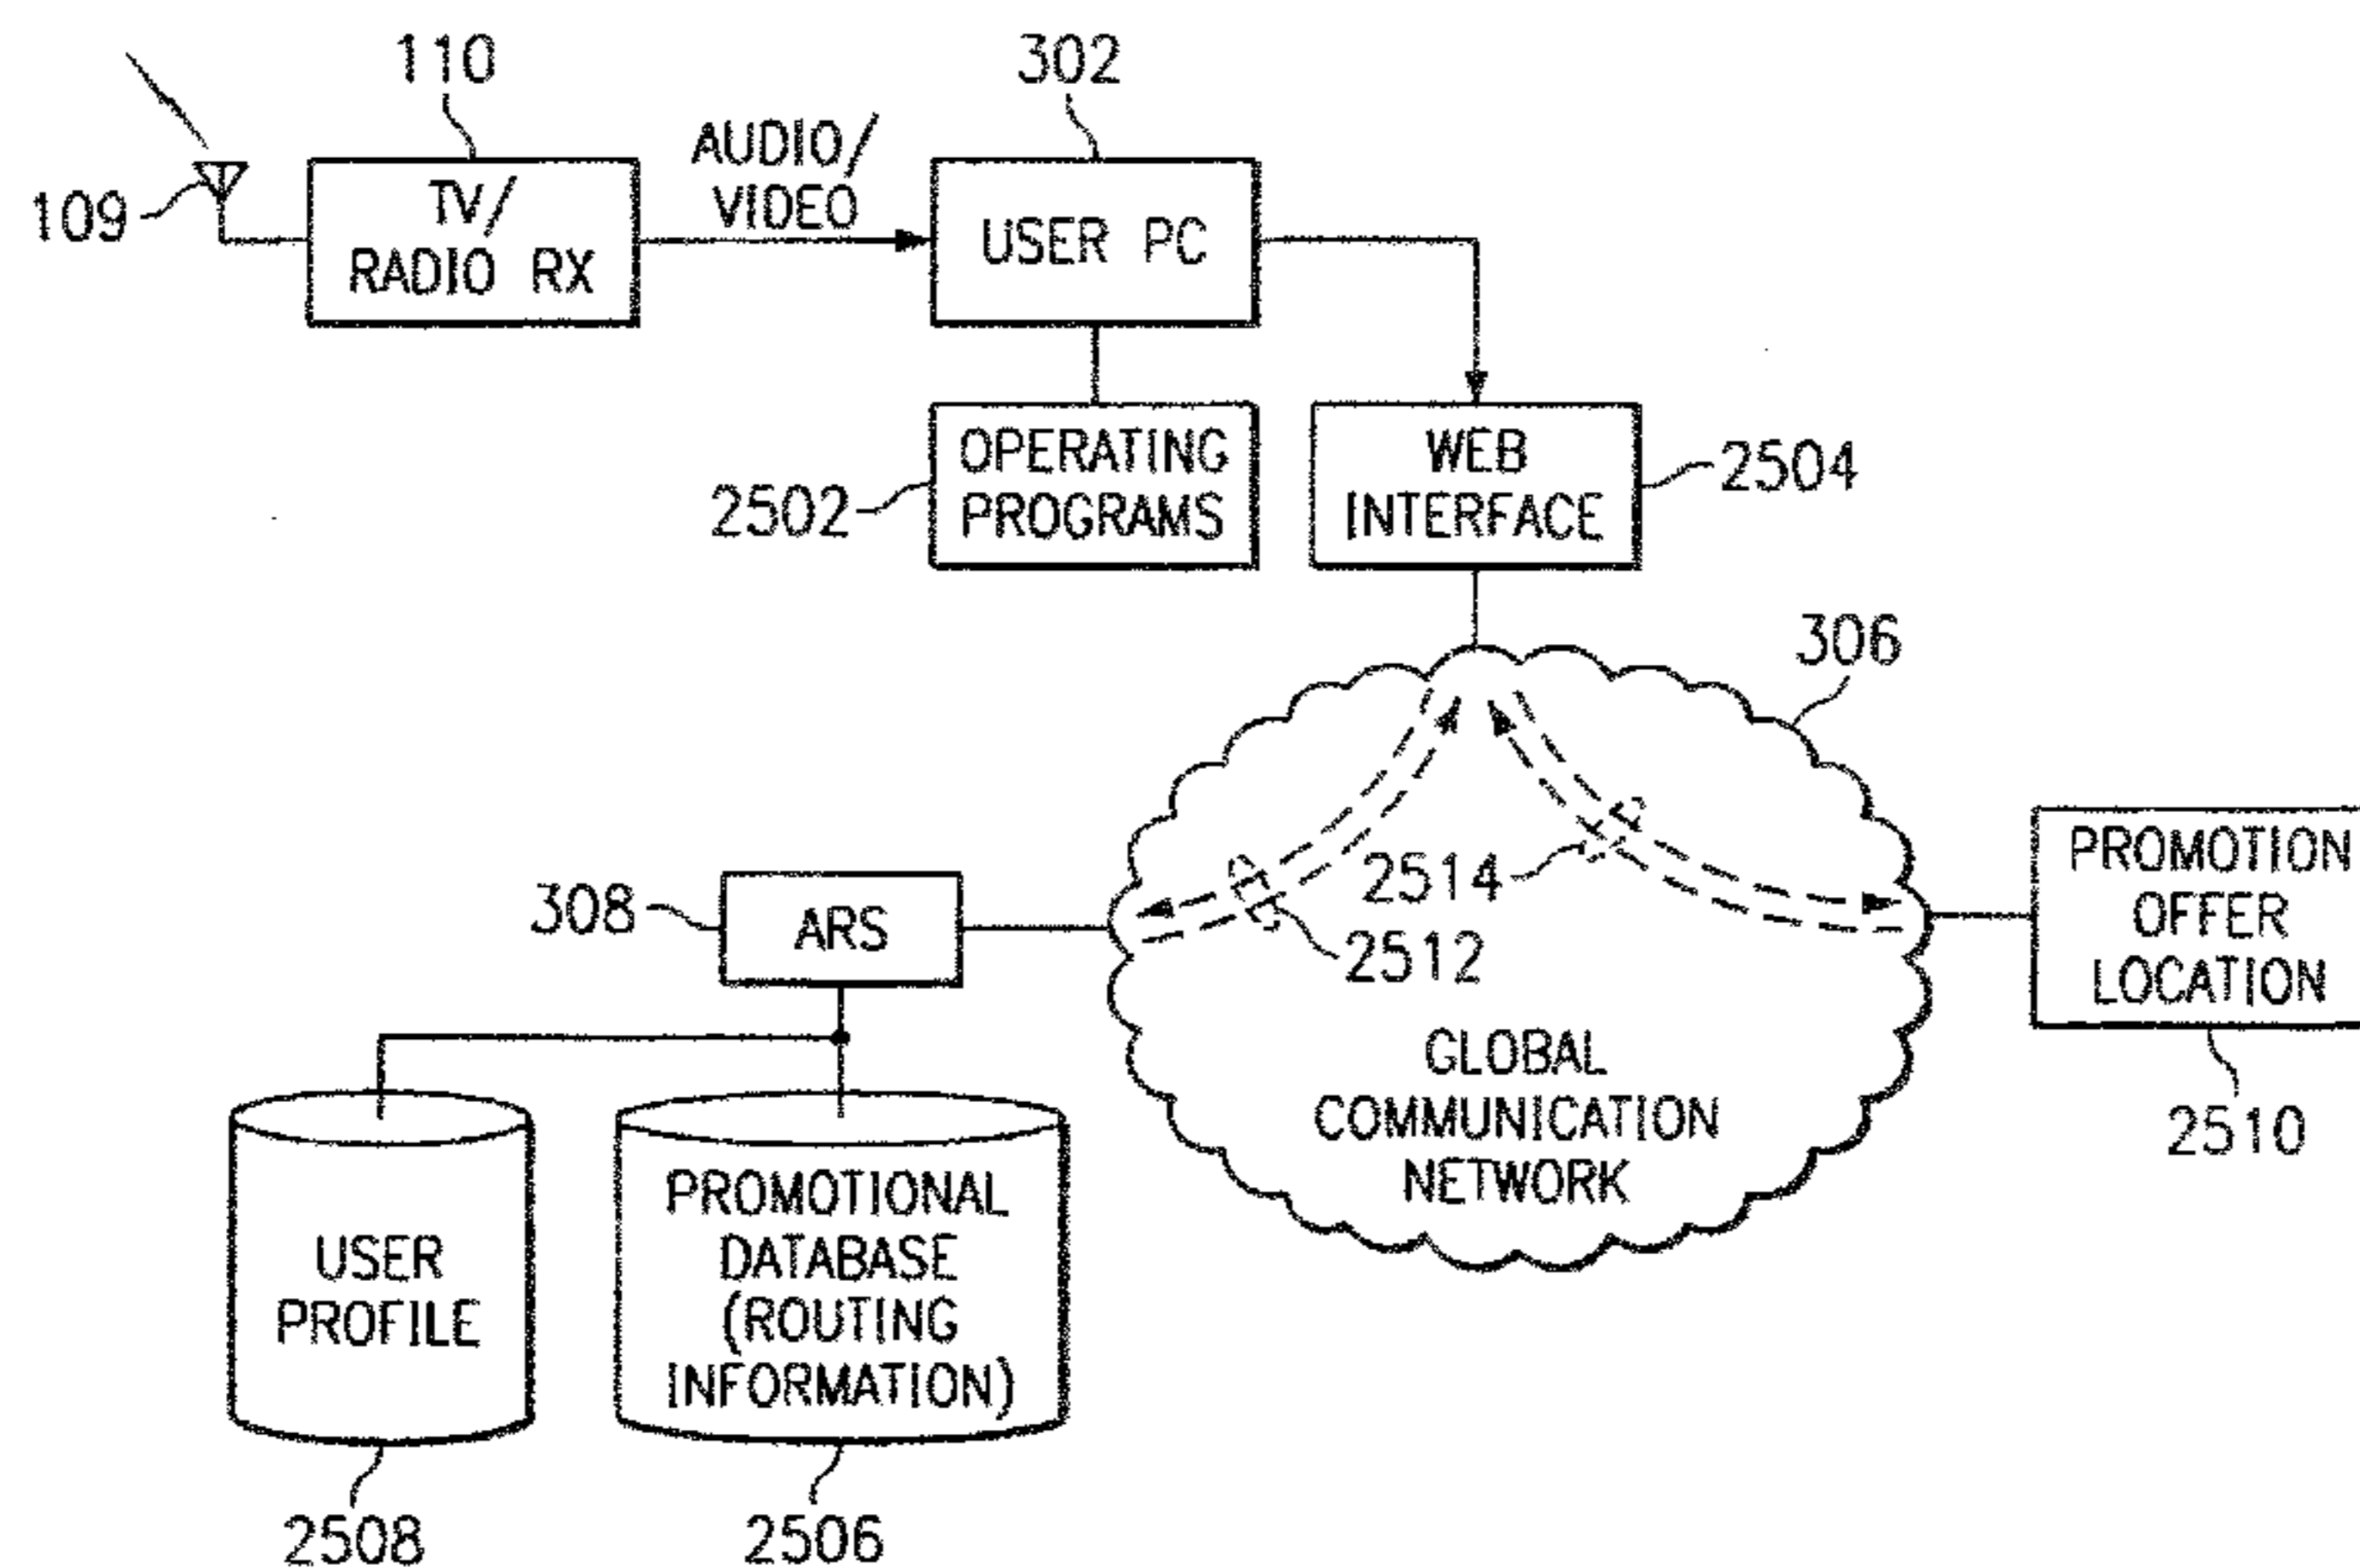 110
302
109
TV/
RADIO RX
AUDIO/
VIDEO
USER PC
2502
OPERATING
PROGRAMS
WEB
INTERFACE
2504
306
308
ARS
2514
2512
PROMOTION
OFFER
LOCATION
2510
GLOBAL
COMMUNICATION
NETWORK
USER
PROFILE
PROMOTIONAL
DATABASE
(ROUTING
INFORMATION)
2508
2506